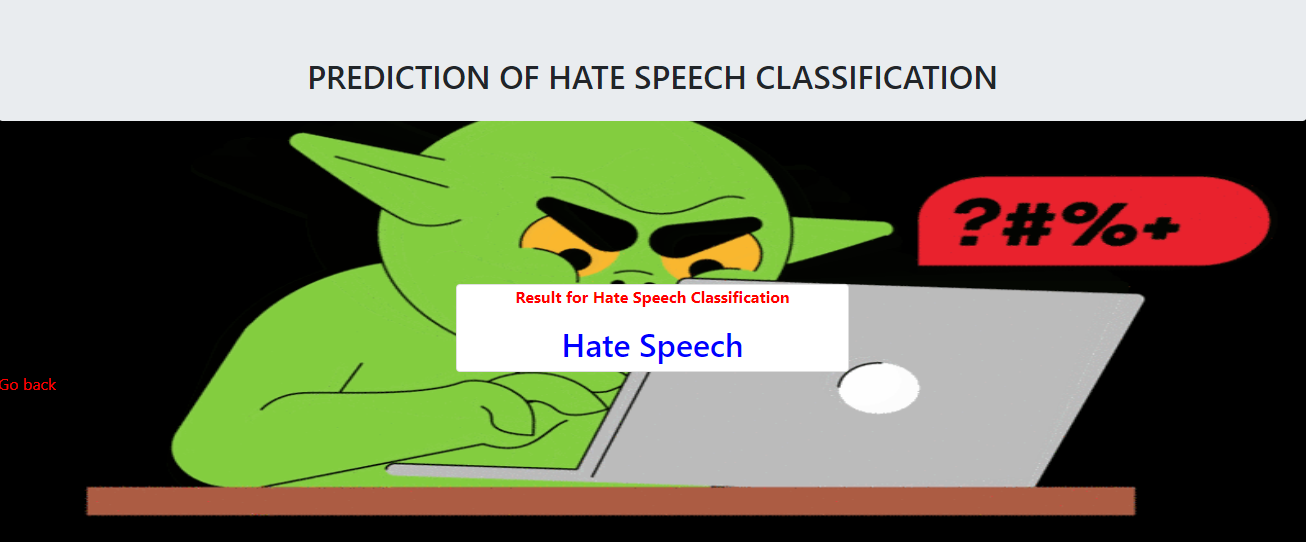 PREDICTION OF HATE SPEECH CLASSIFICATION
?#%+
Result for Hate Speech Classification
Hate Speech
Go back